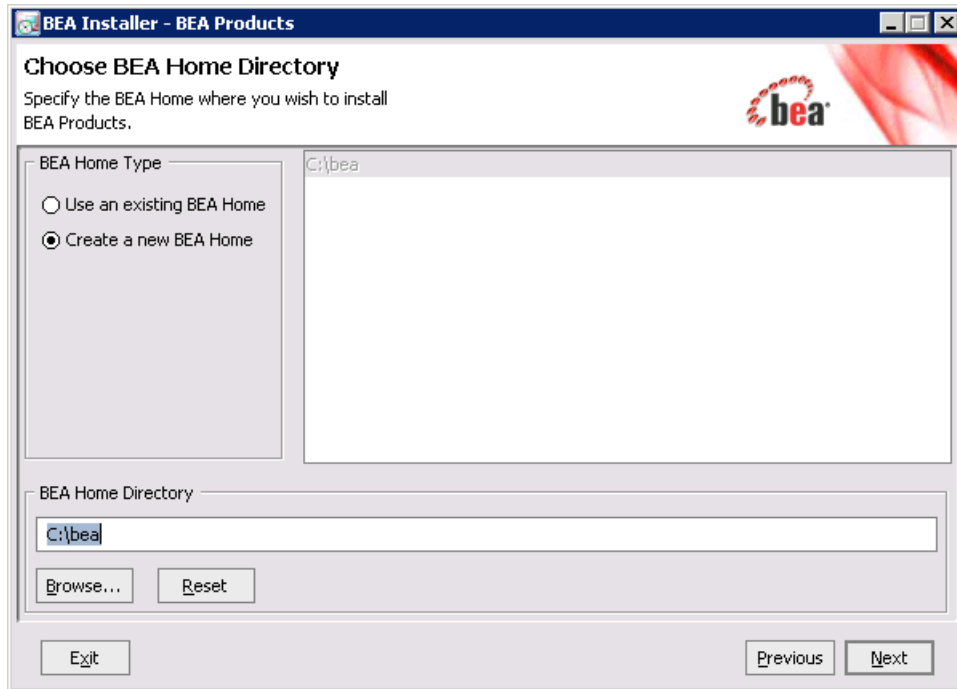 BEA Installer - BEA Products
Choose BEA Home Directory
Specify the BEA Home where you wish to install
BEA Products.
bea
BEA Home Type
Use an existing BEA Home
Create a new BEA Home
C:\bea
BEA Home Directory
C:\bea
Browse...
Reset
Exit
Previous
Next